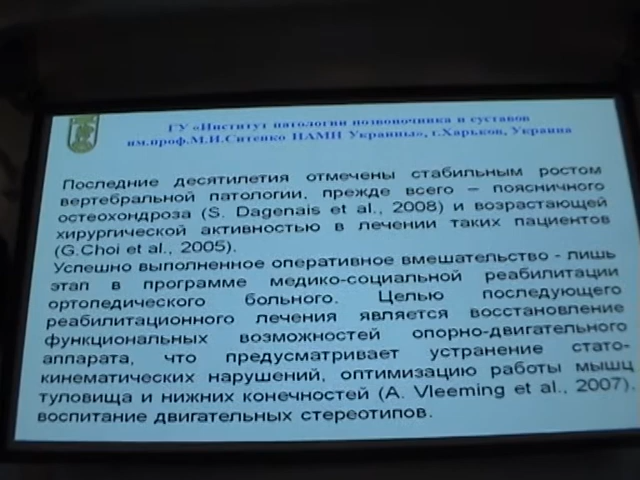 ГУ «Институт патологии позвоночника и суставов
им.проф.М.И.Ситенко НАМН Украины», г.Харьков, Украина
Последние десятилетия отмечены стабильным ростом
вертебральной патологии, прежде всего – поясничного
остеохондроза (S. Dagenais et al., 2008) и возрастающей
хирургической активностью в лечении таких пациентов
(G.Choi et al., 2005).
Успешно выполненное оперативное вмешательство - лишь
этап в программе медико-социальной реабилитации
ортопедического больного. Целью последующего
реабилитационного лечения является восстановление
функциональных возможностей опорно-двигательного
аппарата, что предусматривает устранение стато-
кинематических нарушений, оптимизацию работы мышц
туловища и нижних конечностей (A. Vleeming et al., 2007),
воспитание двигательных стереотипов.